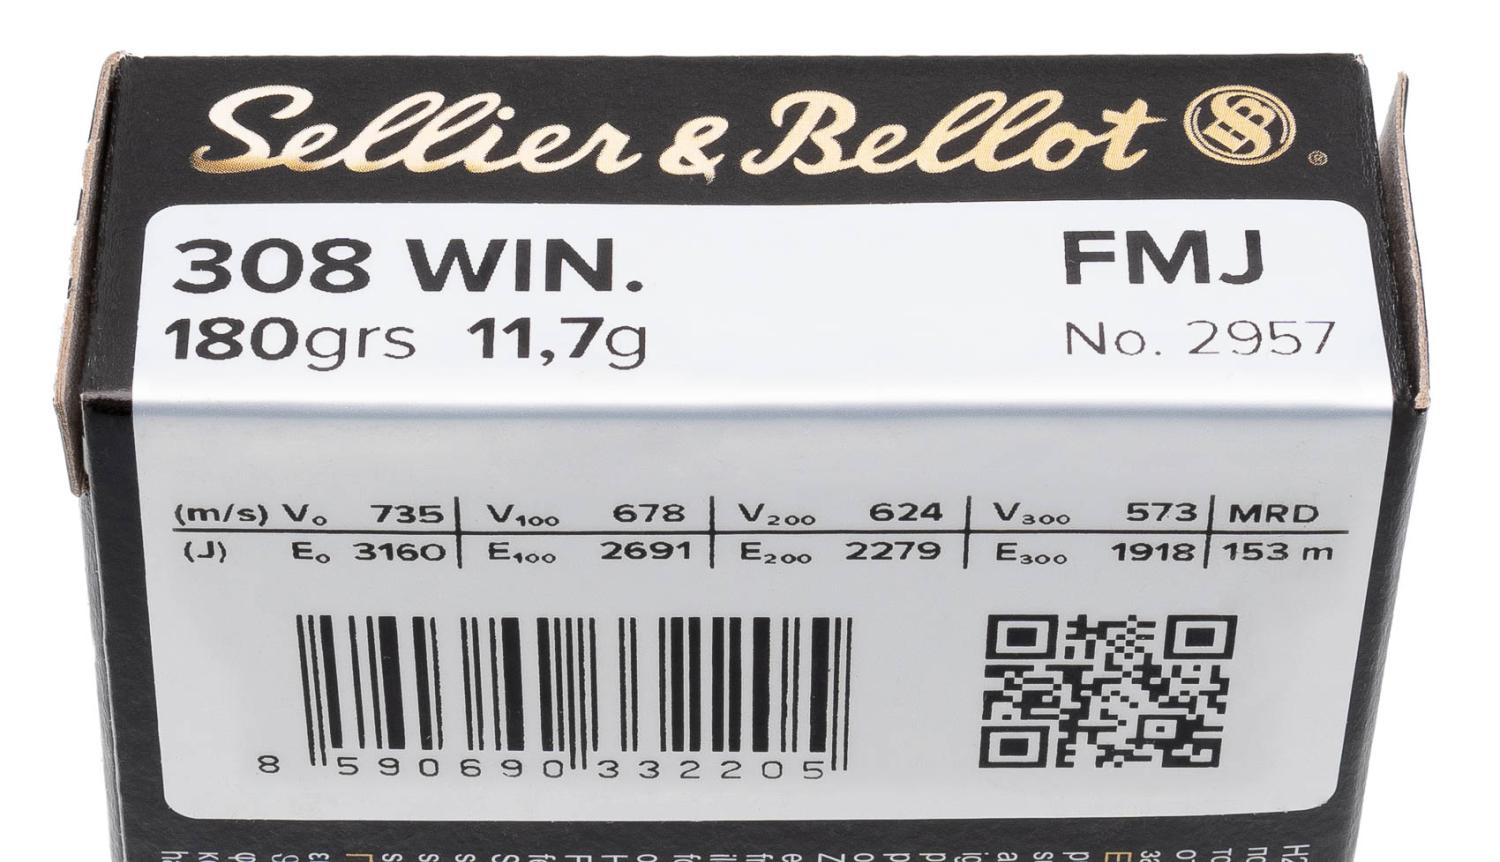 Sellier & Bellot ®
308 WIN. FMJ
180grs 11,7g No. 2957
(m/s) V₀ 735 V₁₀₀ 678 V₂₀₀ 624 V₃₀₀ 573 MRD
(J) E₀ 3160 E₁₀₀ 2691 E₂₀₀ 2279 E₃₀₀ 1918 153 m
8 590690 332205